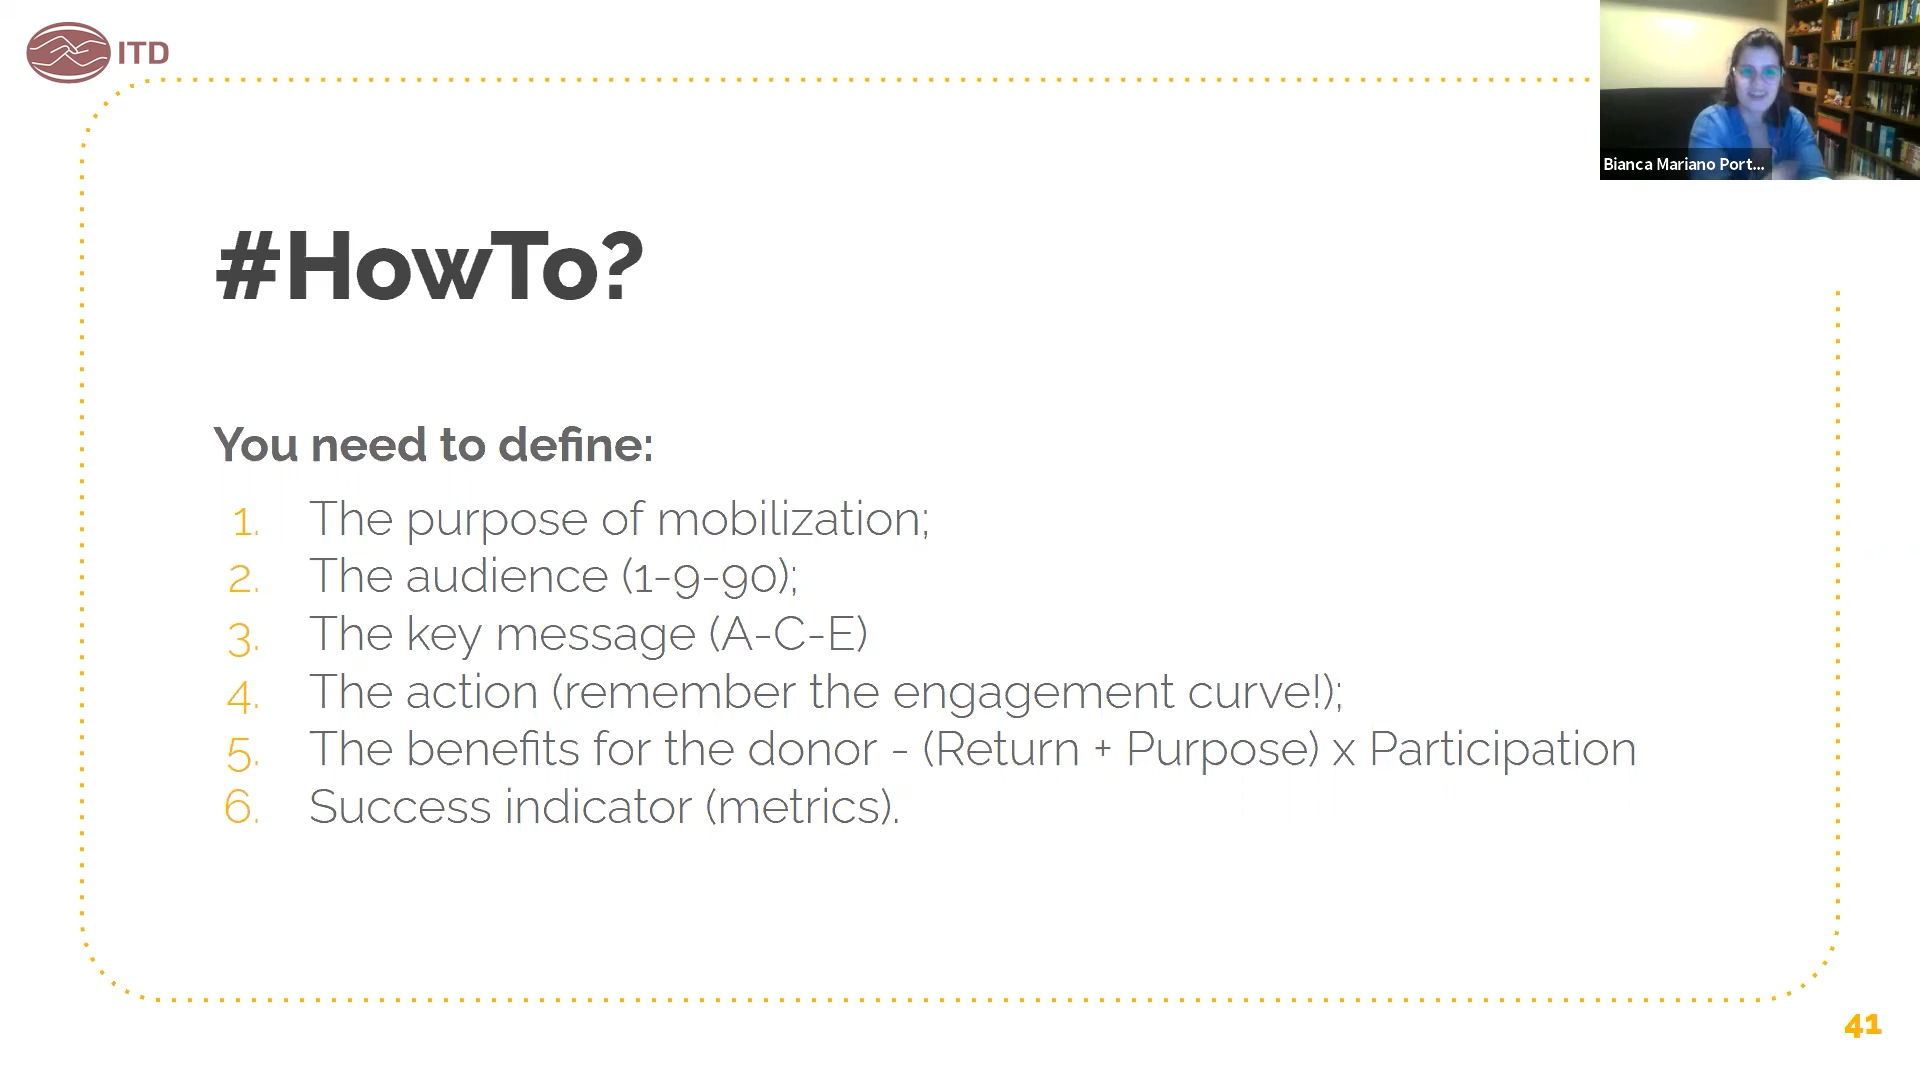 ITD
Bianca Mariano Port...
#HowTo?
You need to define:
1. The purpose of mobilization;
2. The audience (1-9-90);
3. The key message (A-C-E)
4. The action (remember the engagement curve!);
5. The benefits for the donor - (Return + Purpose) x Participation
6. Success indicator (metrics).
41